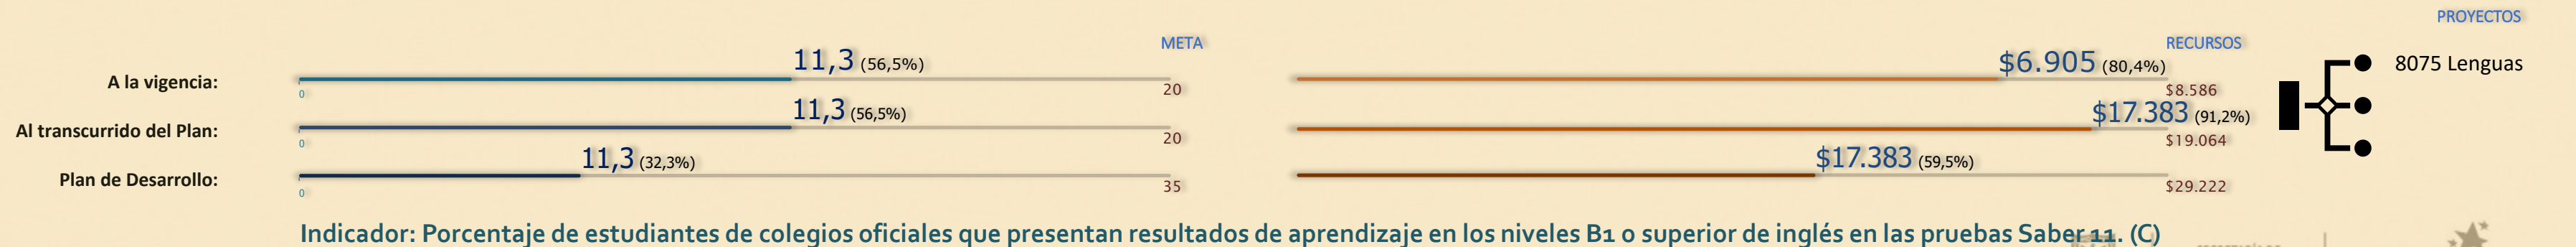 PROYECTOS
META
RECURSOS
A la vigencia:
11,3 (56,5%)
0
20
$6.905 (80,4%)
$8.586
8075 Lenguas
Al transcurrido del Plan:
11,3 (56,5%)
0
20
$17.383 (91,2%)
$19.064
Plan de Desarrollo:
11,3 (32,3%)
0
35
$17.383 (59,5%)
$29.222
Indicador: Porcentaje de estudiantes de colegios oficiales que presentan resultados de aprendizaje en los niveles B1 o superior de inglés en las pruebas Saber 11. (C)